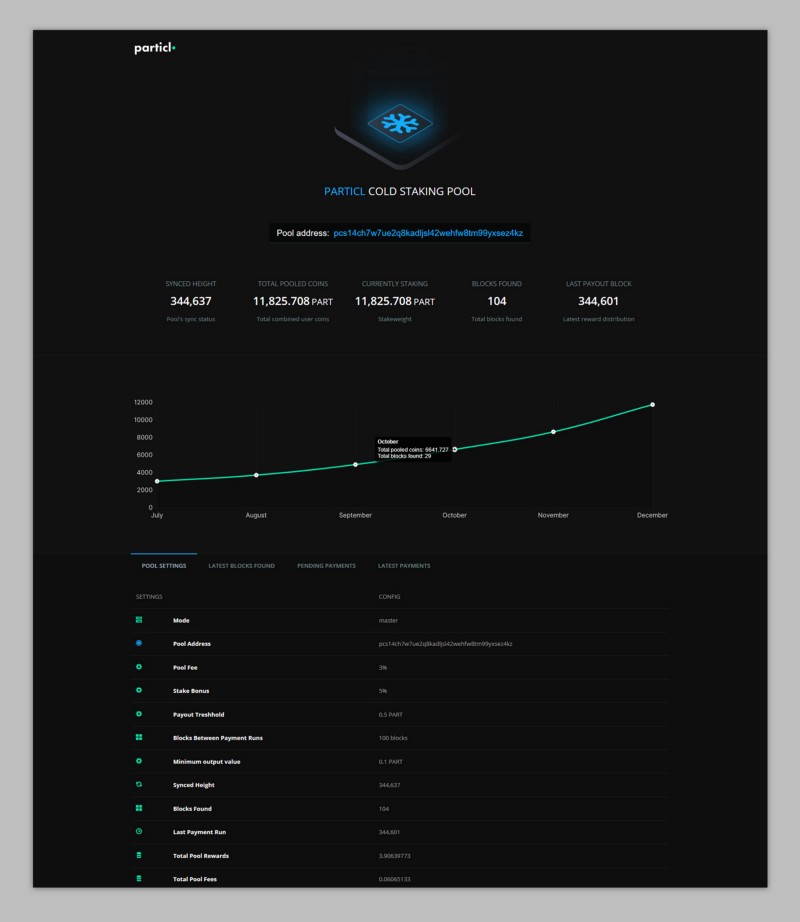 particl
PARTICL COLD STAKING POOL
Pool address: pcs14ch7w7ue2q8kadljsl42wehfw8tm99yxsez4kz
SYNCED HEIGHT TOTAL POOLED COINS CURRENTLY STAKING BLOCKS FOUND LAST PAYOUT BLOCK
344,637 11,825.708 PART 11,825.708 PART 104 344,601
Pool's sync status Total combined user coins Stakeweight Total blocks found Latest reward distribution
12000
10000
8000
6000
4000
2000
0
October
Total pooled coins: 6641.727
Total blocks found: 29
July August September October November December
POOL SETTINGS LATEST BLOCKS FOUND PENDING PAYMENTS LATEST PAYMENTS
SETTINGS CONFIG
Mode master
Pool Address pcs14ch7w7ue2q8kadljsl42wehfw8tm99yxsez4kz
Pool Fee 3%
Stake Bonus 5%
Payout Treshhold 0.5 PART
Blocks Between Payment Runs 100 blocks
Minimum output value 0.1 PART
Synced Height 344,637
Blocks Found 104
Last Payment Run 344,601
Total Pool Rewards 3.90639773
Total Pool Fees 0.06065133